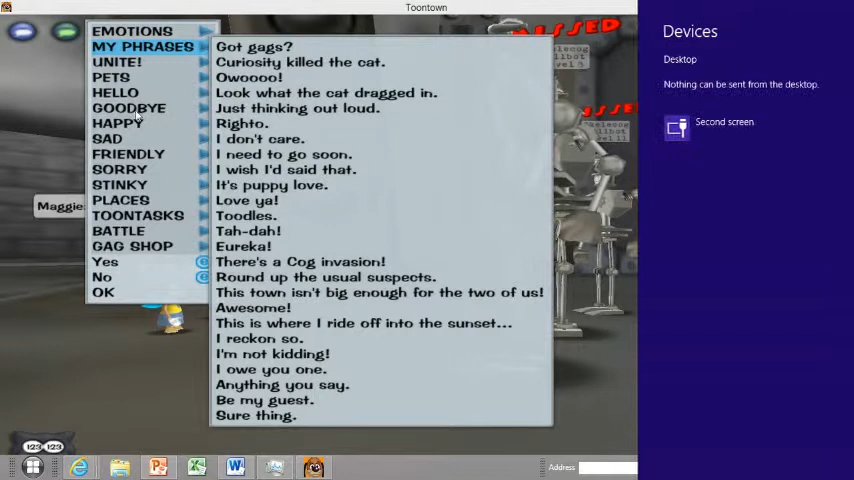 Toontown
EMOTIONS
MY PHRASES
UNITE!
PETS
HELLO
GOODBYE
HAPPY
SAD
FRIENDLY
SORRY
STINKY
PLACES
TOONTASKS
BATTLE
GAG SHOP
Yes
No
OK
Got gags?
Curiosity killed the cat.
Owoooo!
Look what the cat dragged in.
Just thinking out loud.
Righto.
I don't care.
I need to go soon.
I wish I'd said that.
It's puppy love.
Love ya!
Toodles.
Tah-dah!
Eureka!
There's a Cog invasion!
Round up the usual suspects.
This town isn't big enough for the two of us!
Awesome!
This is where I ride off into the sunset...
I reckon so.
I'm not kidding!
I owe you one.
Anything you say.
Be my guest.
Sure thing.
Maggie
123 123
Address
Devices
Desktop
Nothing can be sent from the desktop.
Second screen